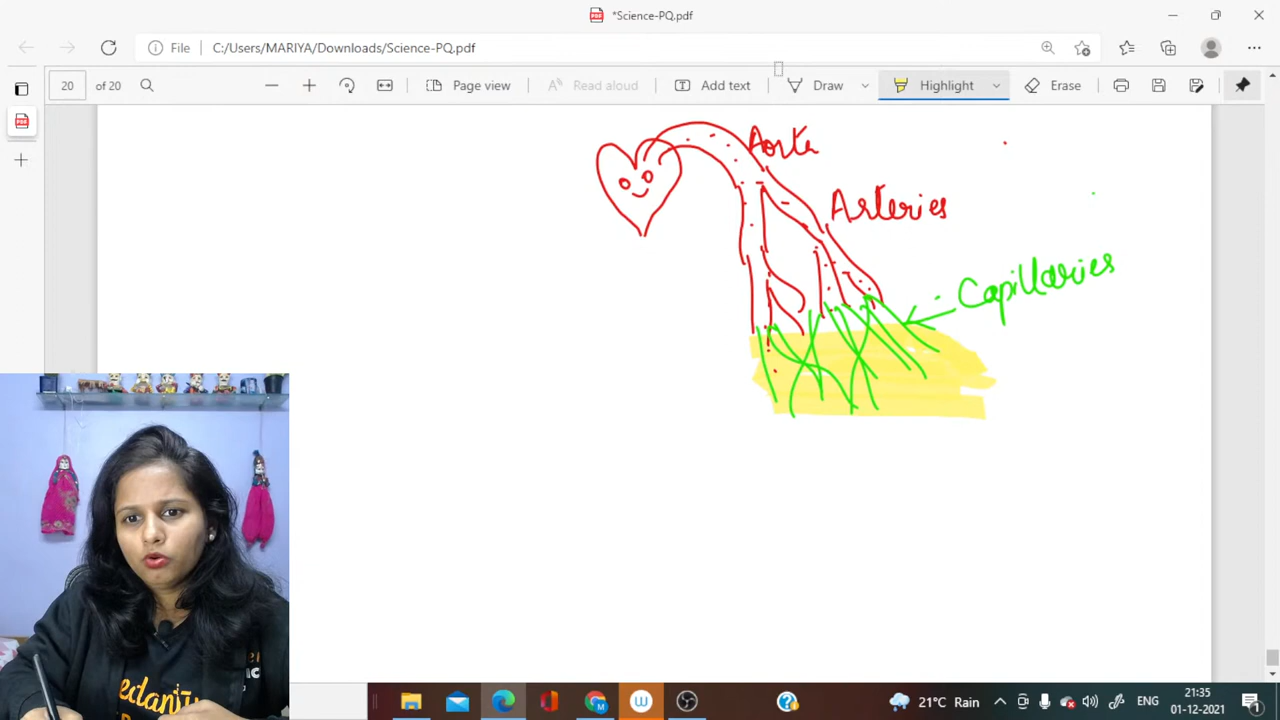 *Science-PQ.pdf
File C:/Users/MARIYA/Downloads/Science-PQ.pdf
20 of 20 Page view Read aloud Add text Draw Highlight Erase
Aorta
Arteries
Capillaries
edantu
21°C Rain
ENG
21:35
01-12-2021